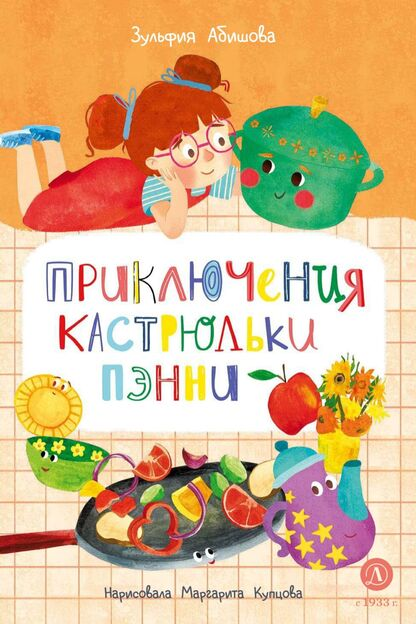 Зульфия Абишова
ПРИКЛЮЧЕНИЯ
КАСТРЮЛЬКИ
ПЭННИ
Нарисовала Маргарита Купцова
Д
с 1933 г.